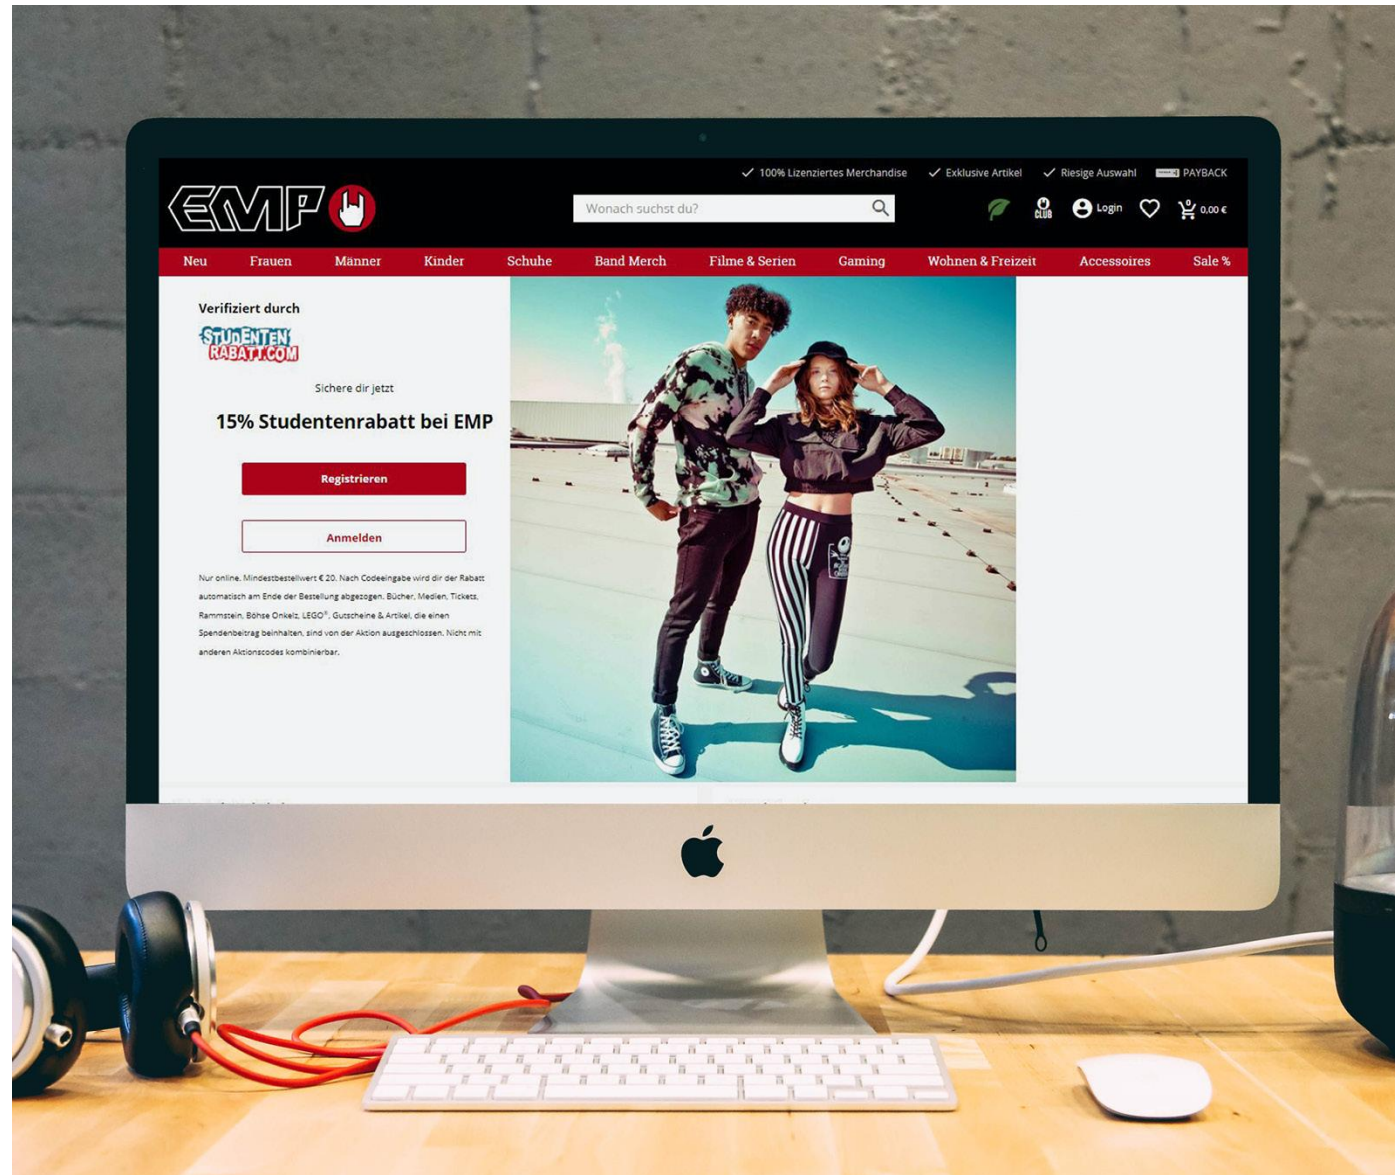 100% Lizenziertes Merchandise
Exklusive Artikel
Riesige Auswahl
PAYBACK
EMP
Wonach suchst du?
CLUB
Login
0
0,00 €
Neu
Frauen
Männer
Kinder
Schuhe
Band Merch
Filme & Serien
Gaming
Wohnen & Freizeit
Accessoires
Sale %
Verifiziert durch
STUDENTEN
RABATT.COM
Sichere dir jetzt
15% Studentenrabatt bei EMP
Registrieren
Anmelden
Nur online. Mindestbestellwert € 20. Nach Codeeingabe wird dir der Rabatt
automatisch am Ende der Bestellung abgezogen. Bücher, Medien, Tickets,
Rammstein, Böhse Onkelz, LEGO®, Gutscheine & Artikel, die einen
Spendenbeitrag beinhalten, sind von der Aktion ausgeschlossen. Nicht mit
anderen Aktionscodes kombinierbar.